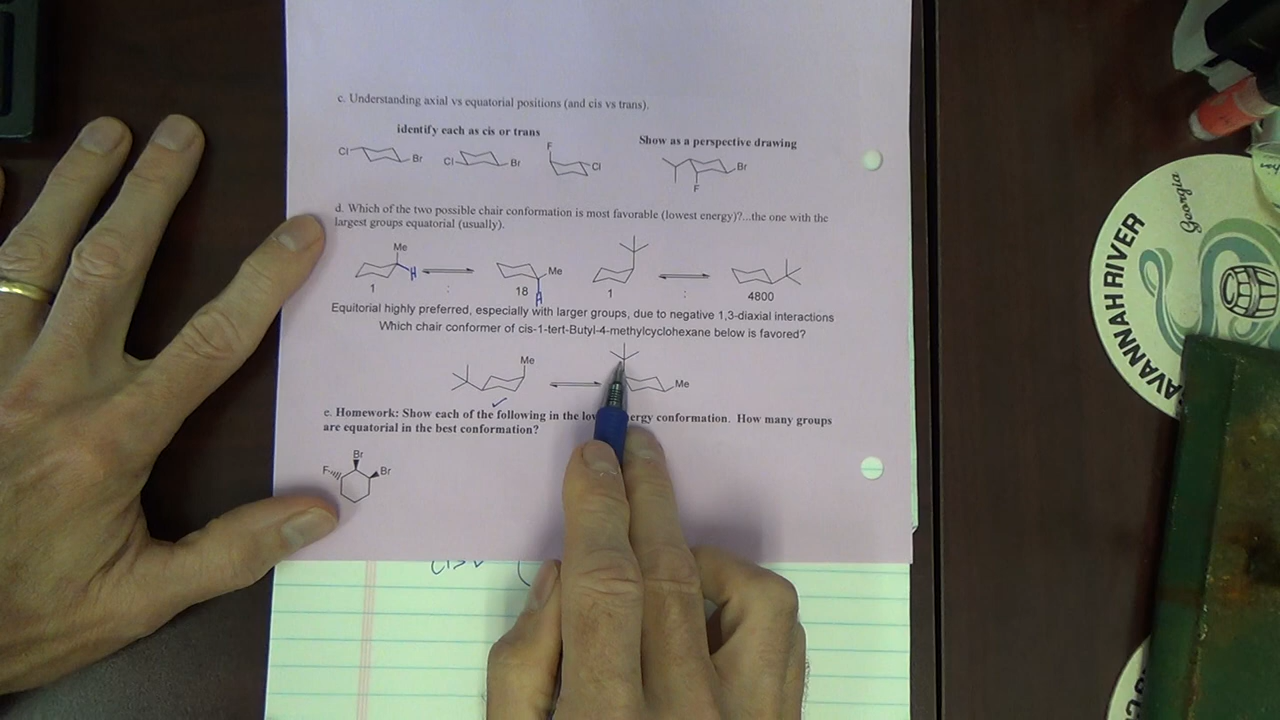 c. Understanding axial vs equatorial positions (and cis vs trans).
identify each as cis or trans
Show as a perspective drawing
Cl Br Cl Br F Cl Br F
d. Which of the two possible chair conformation is most favorable (lowest energy)?...the one with the
largest groups equatorial (usually).
Me H Me H
1 : 18 1 : 4800
Equitorial highly preferred, especially with larger groups, due to negative 1,3-diaxial interactions
Which chair conformer of cis-1-tert-Butyl-4-methylcyclohexane below is favored?
Me Me
e. Homework: Show each of the following in the ergy conformation. How many groups
are equatorial in the best conformation?
Br
F Br
Georgia
SAVANNAH RIVER